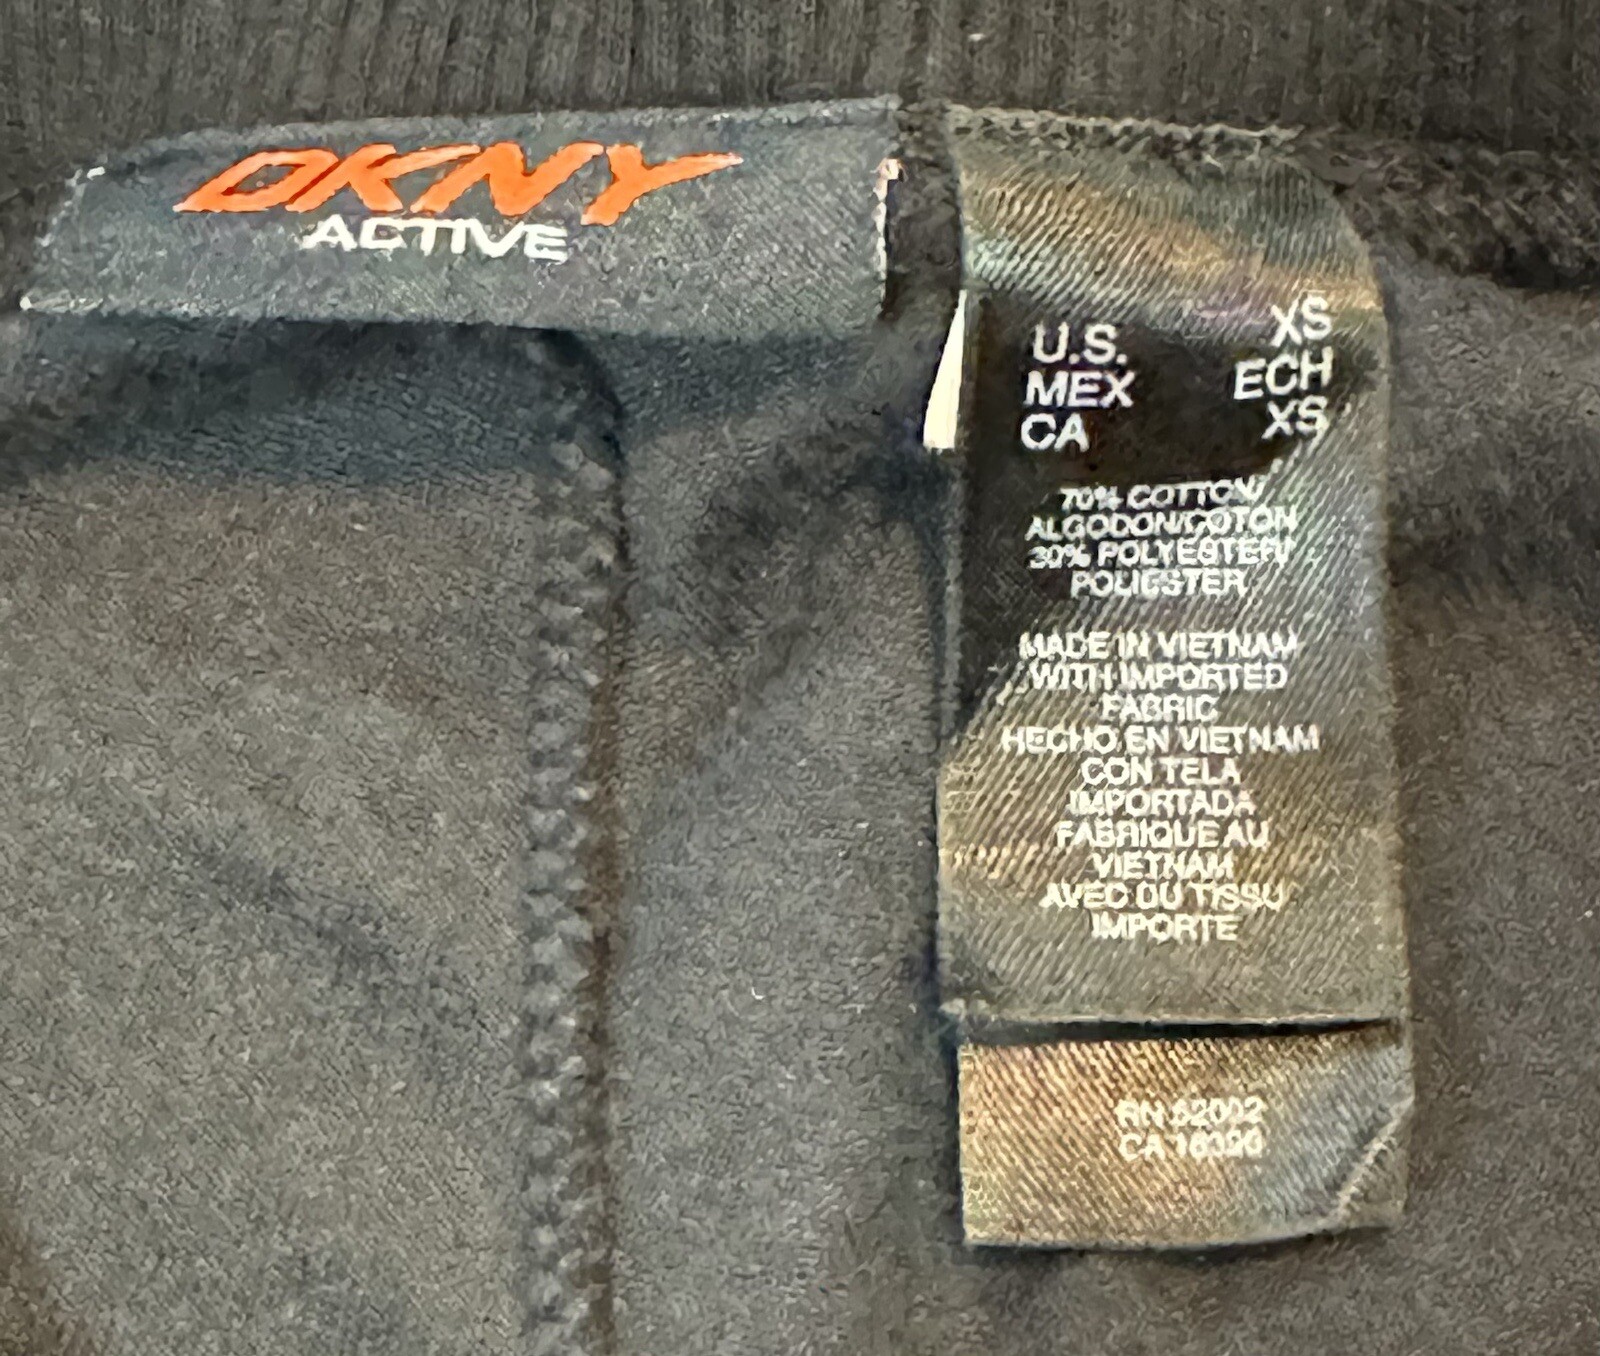 DKNY
ACTIVE
U.S. XS
MEX ECH
CA XS
70% COTTON/
ALGODON/COTON
30% POLYESTER/
POLIESTER
MADE IN VIETNAM
WITH IMPORTED
FABRIC
HECHO EN VIETNAM
CON TELA
IMPORTADA
FABRIQUE AU
VIETNAM
AVEC DU TISSU
IMPORTE
RN
CA